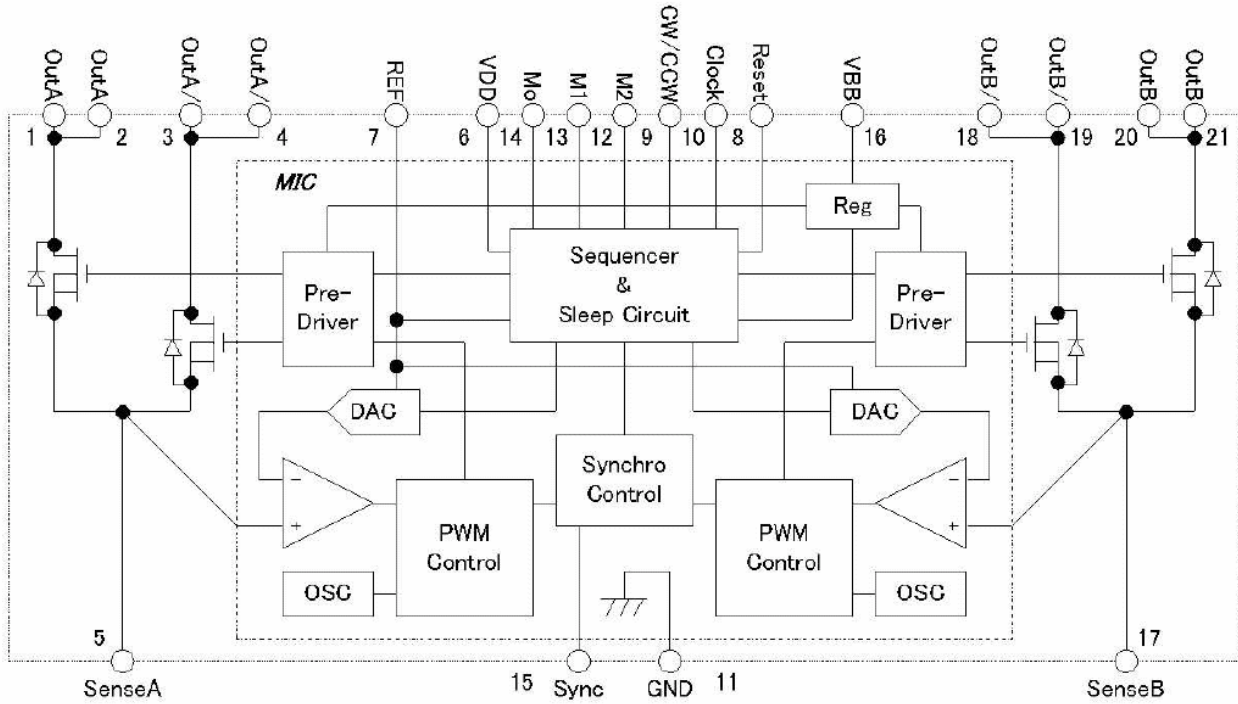 OutA
OutA
OutA/
OutA/
REF
VDD
Mo
M1
M2
CW/CCW
Clock
Reset
VBB
OutB/
OutB/
OutB
OutB
1
2
3
4
7
6
14
13
12
9
10
8
16
18
19
20
21
MIC
Reg
Sequencer
&
Sleep Circuit
Pre-
Driver
Pre-
Driver
DAC
DAC
Synchro
Control
-
+
-
+
PWM
Control
PWM
Control
OSC
OSC
5
17
SenseA
15
Sync
GND
11
SenseB